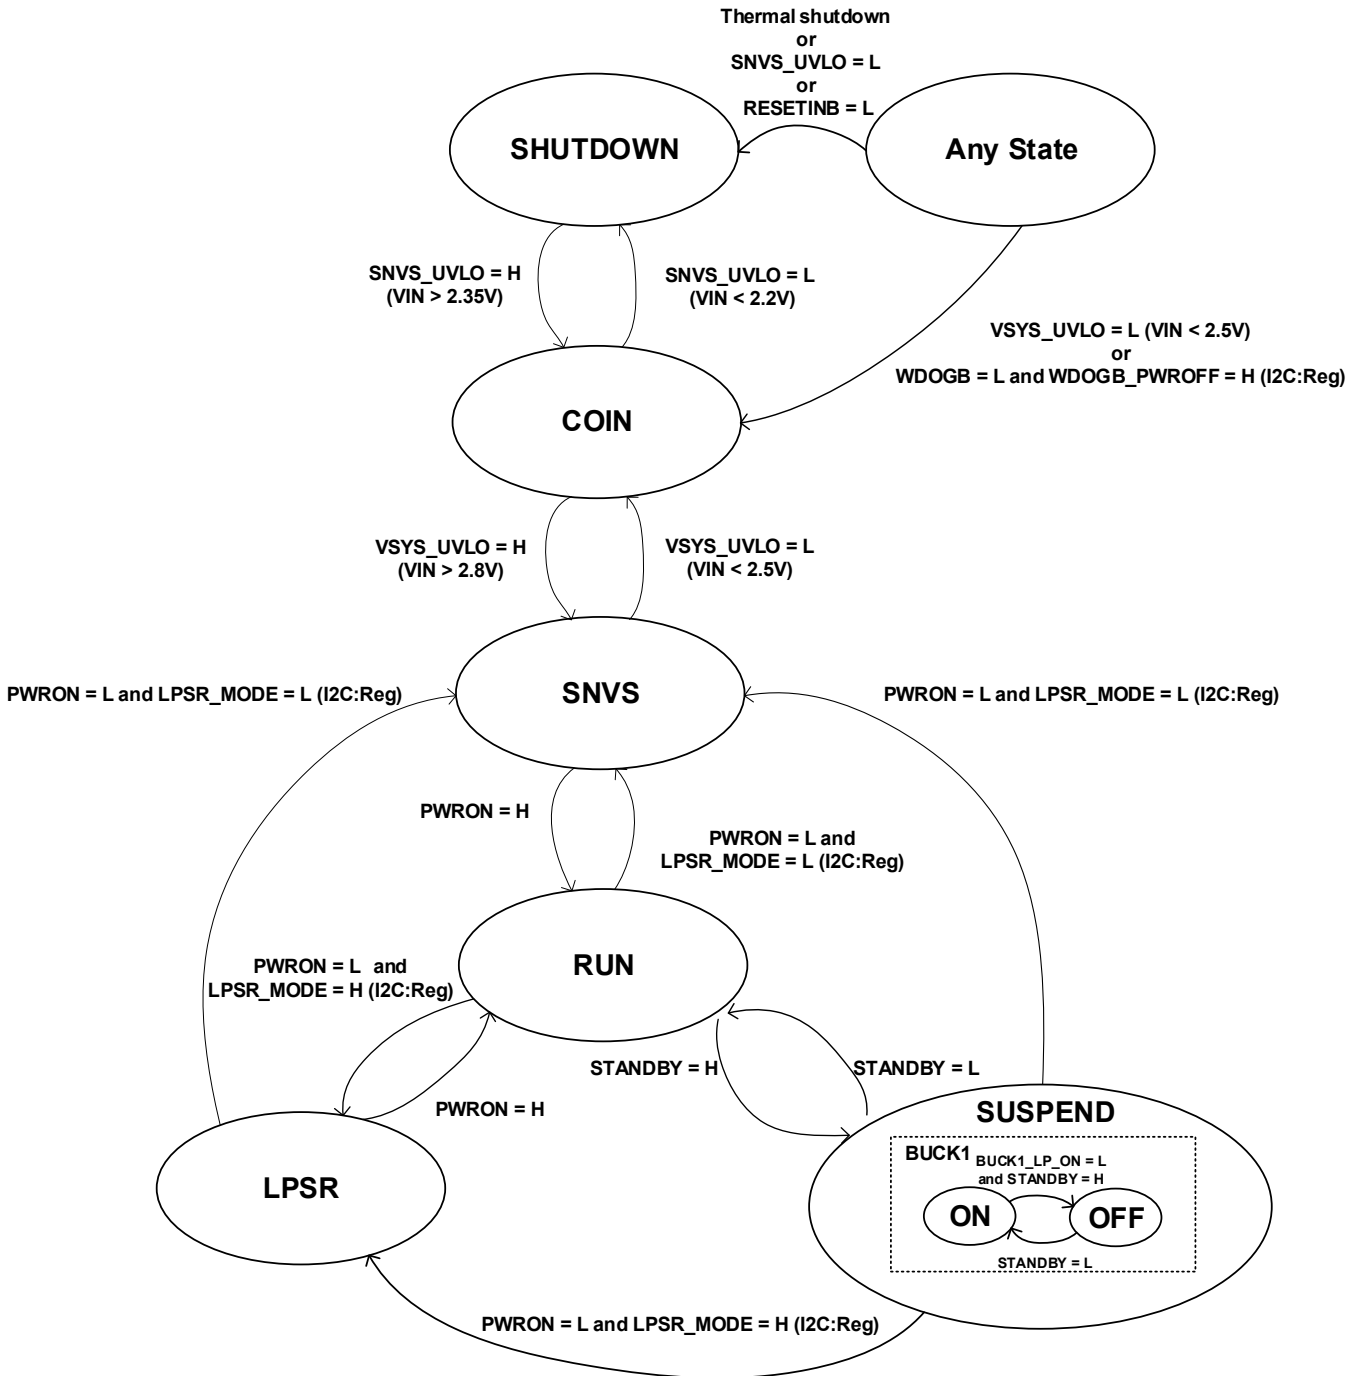 Thermal shutdown
or
SNVS_UVLO = L
or
RESETINB = L
SHUTDOWN
Any State
SNVS_UVLO = H
(VIN > 2.35V)
SNVS_UVLO = L
(VIN < 2.2V)
VSYS_UVLO = L (VIN < 2.5V)
or
WDOGB = L and WDOGB_PWROFF = H (I2C:Reg)
COIN
VSYS_UVLO = H
(VIN > 2.8V)
VSYS_UVLO = L
(VIN < 2.5V)
PWRON = L and LPSR_MODE = L (I2C:Reg)
SNVS
PWRON = L and LPSR_MODE = L (I2C:Reg)
PWRON = H
PWRON = L and
LPSR_MODE = L (I2C:Reg)
RUN
PWRON = L and
LPSR_MODE = H (I2C:Reg)
STANDBY = H
STANDBY = L
PWRON = H
LPSR
SUSPEND
BUCK1
BUCK1_LP_ON = L
and STANDBY = H
ON
OFF
STANDBY = L
PWRON = L and LPSR_MODE = H (I2C:Reg)